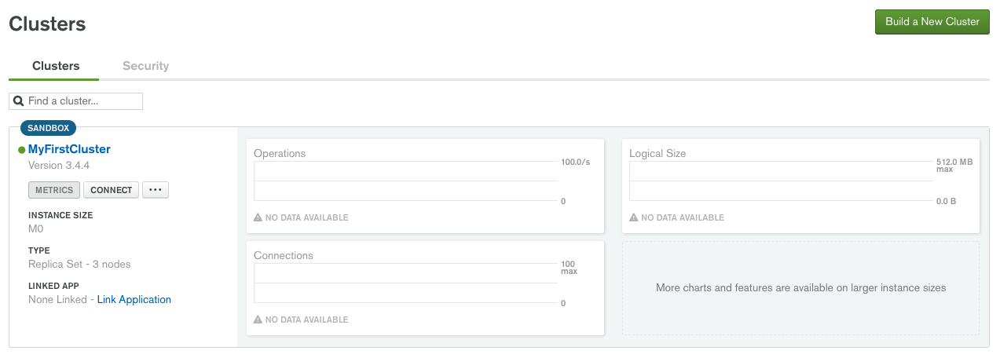 Clusters
Build a New Cluster
Clusters
Security
Find a cluster...
SANDBOX
MyFirstCluster
Version 3.4.4
METRICS
CONNECT
•••
INSTANCE SIZE
M0
TYPE
Replica Set - 3 nodes
LINKED APP
None Linked - Link Application
Operations
100.0/s
0
NO DATA AVAILABLE
Logical Size
512.0 MB
max
0.0 B
NO DATA AVAILABLE
Connections
100
max
0
NO DATA AVAILABLE
More charts and features are available on larger instance sizes